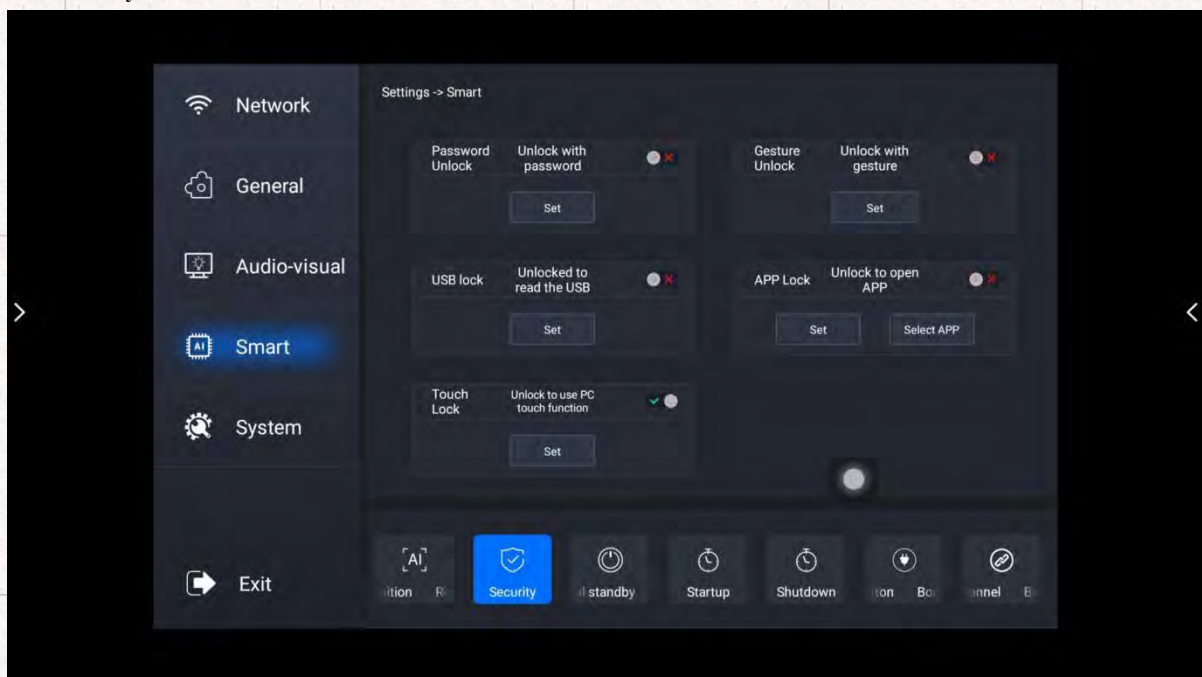 Settings -> Smart
Network
General
Audio-visual
AI
Smart
System
Exit
Password
Unlock
Unlock with
password
Set
Gesture
Unlock
Unlock with
gesture
Set
USB lock
Unlocked to
read the USB
Set
APP Lock
Unlock to open
APP
Set
Select APP
Touch
Lock
Unlock to use PC
touch function
Set
AI
ition
Security
standby
Startup
Shutdown
ton Bo
nnel